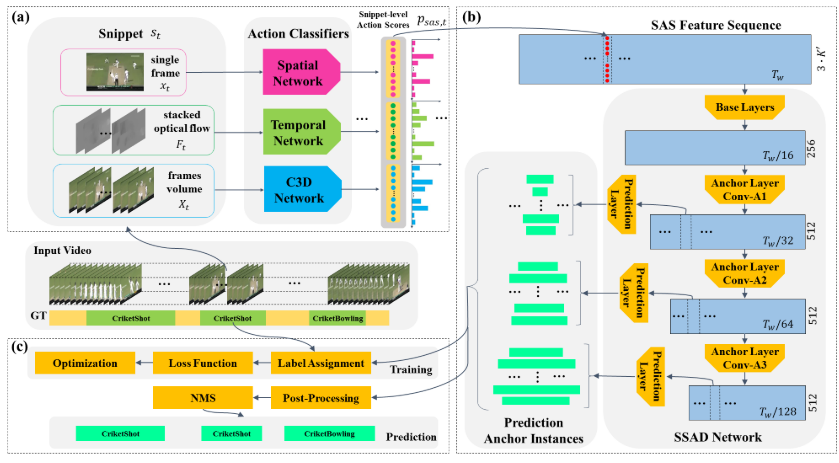 (a)
Snippet s_t
Action Classifiers
Snippet-level
Action Scores
p_{sas,t}
single
frame
x_t
Spatial
Network
stacked
optical flow
F_t
Temporal
Network
...
...
frames
volume
X_t
C3D
Network
Input Video
... ...
GT
CriketShot CriketShot CriketBowling
(b)
SAS Feature Sequence
... ...
T_w
3 · K'
Base Layers
T_w/16
256
Anchor Layer
Conv-A1
Prediction
Layer
... ...
T_w/32
512
Anchor Layer
Conv-A2
Prediction
Layer
... ...
T_w/64
512
Anchor Layer
Conv-A3
Prediction
Layer
... ...
T_w/128
512
Prediction
Anchor Instances
SSAD Network
(c)
Optimization Loss Function Label Assignment Training
NMS Post-Processing
CriketShot CriketShot CriketBowling Prediction